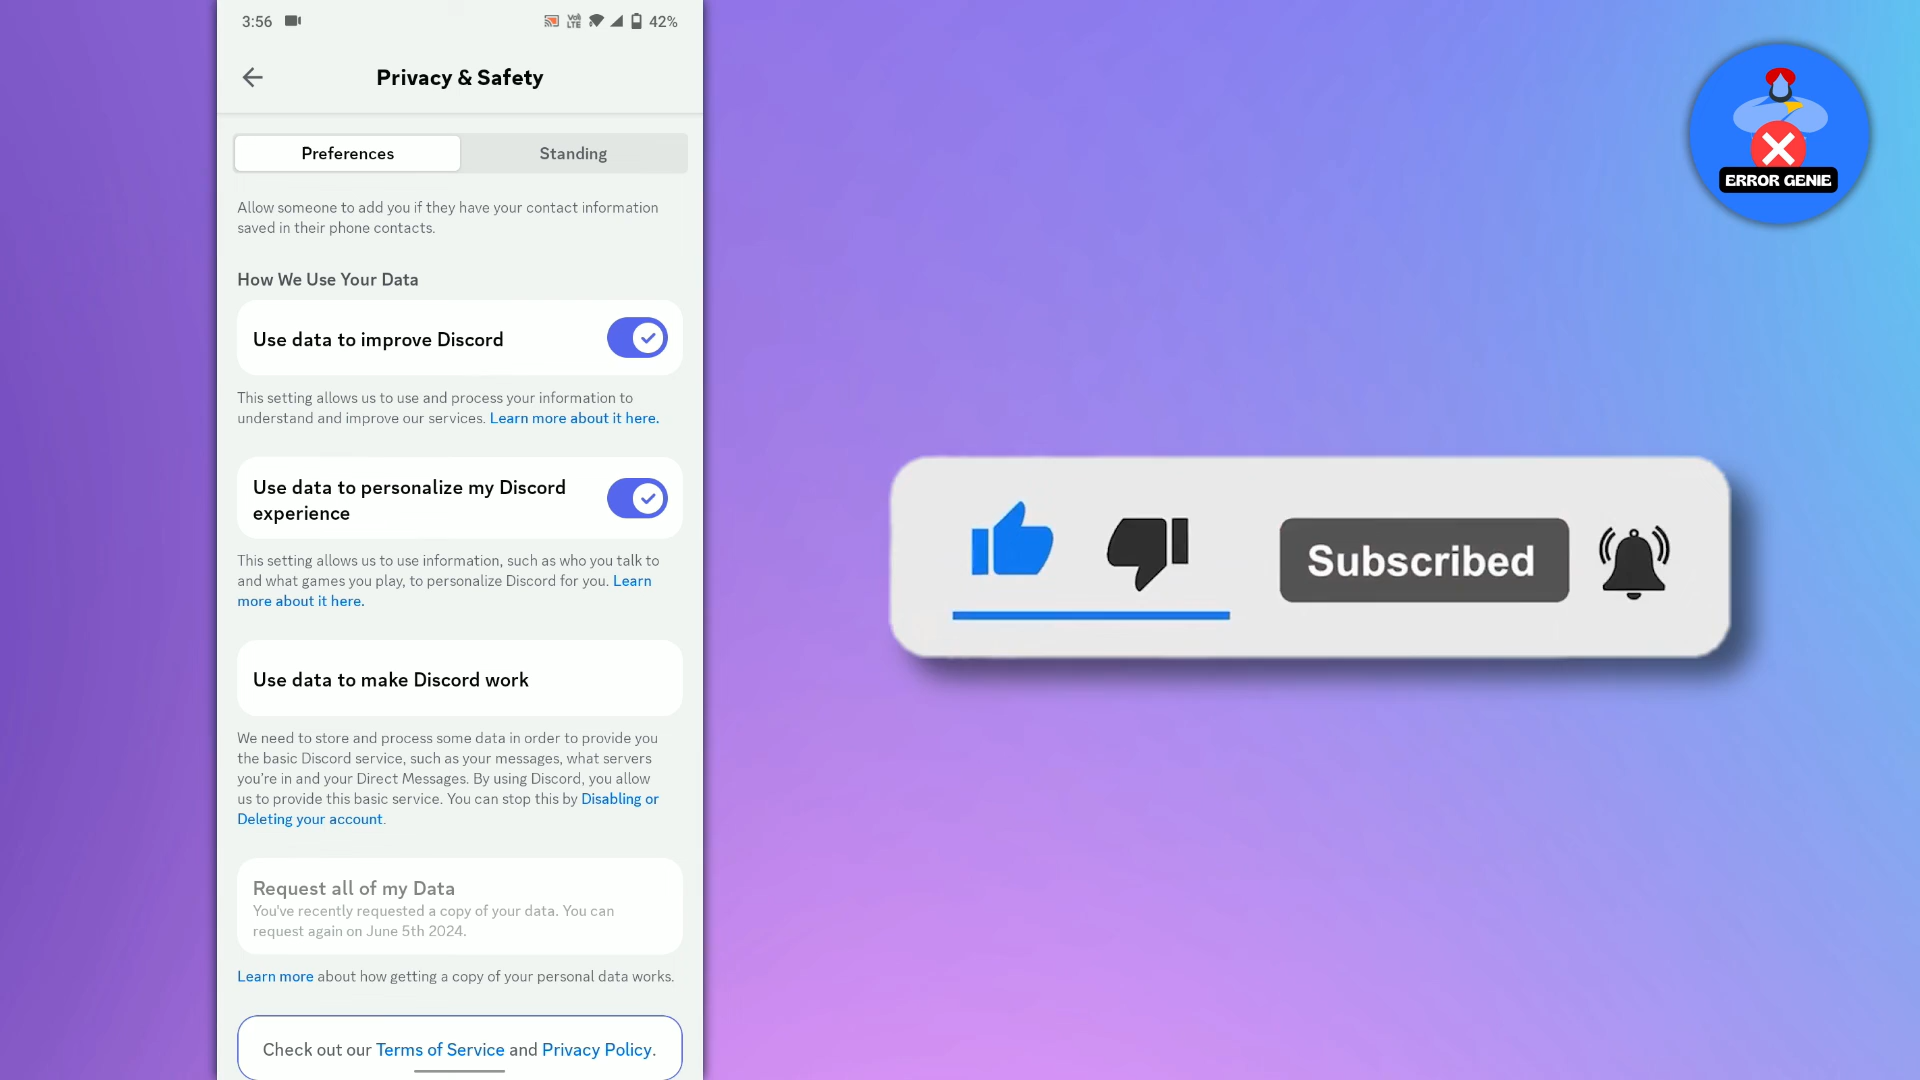 3:56
Vo)
LTE
42%
Privacy & Safety
Preferences
Standing
Allow someone to add you if they have your contact information
saved in their phone contacts.
How We Use Your Data
Use data to improve Discord
This setting allows us to use and process your information to
understand and improve our services. Learn more about it here.
Use data to personalize my Discord
experience
This setting allows us to use information, such as who you talk to
and what games you play, to personalize Discord for you. Learn
more about it here.
Use data to make Discord work
We need to store and process some data in order to provide you
the basic Discord service, such as your messages, what servers
you're in and your Direct Messages. By using Discord, you allow
us to provide this basic service. You can stop this by Disabling or
Deleting your account.
Request all of my Data
You've recently requested a copy of your data. You can
request again on June 5th 2024.
Learn more about how getting a copy of your personal data works.
Check out our Terms of Service and Privacy Policy.
ERROR GENIE
Subscribed